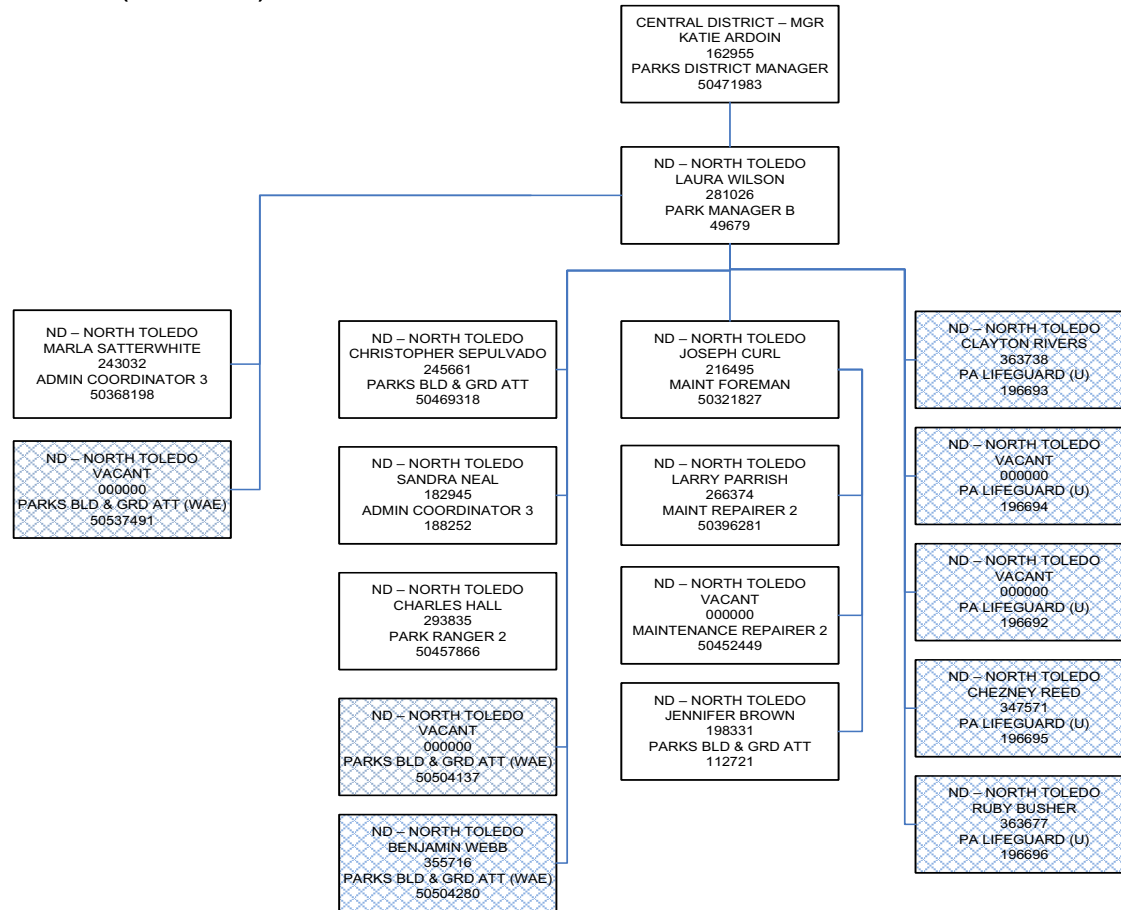 CENTRAL DISTRICT – MGR
KATIE ARDOIN
162955
PARKS DISTRICT MANAGER
50471983
ND – NORTH TOLEDO
LAURA WILSON
281026
PARK MANAGER B
49679
ND – NORTH TOLEDO
MARLA SATTERWHITE
243032
ADMIN COORDINATOR 3
50368198
ND – NORTH TOLEDO
VACANT
000000
PARKS BLD & GRD ATT (WAE)
50537491
ND – NORTH TOLEDO
CHRISTOPHER SEPULVADO
245661
PARKS BLD & GRD ATT
50469318
ND – NORTH TOLEDO
SANDRA NEAL
182945
ADMIN COORDINATOR 3
188252
ND – NORTH TOLEDO
CHARLES HALL
293835
PARK RANGER 2
50457866
ND – NORTH TOLEDO
VACANT
000000
PARKS BLD & GRD ATT (WAE)
50504137
ND – NORTH TOLEDO
BENJAMIN WEBB
355716
PARKS BLD & GRD ATT (WAE)
50504280
ND – NORTH TOLEDO
JOSEPH CURL
216495
MAINT FOREMAN
50321827
ND – NORTH TOLEDO
LARRY PARRISH
266374
MAINT REPAIRER 2
50396281
ND – NORTH TOLEDO
VACANT
000000
MAINTENANCE REPAIRER 2
50452449
ND – NORTH TOLEDO
JENNIFER BROWN
198331
PARKS BLD & GRD ATT
112721
ND – NORTH TOLEDO
CLAYTON RIVERS
363738
PA LIFEGUARD (U)
196693
ND – NORTH TOLEDO
VACANT
000000
PA LIFEGUARD (U)
196694
ND – NORTH TOLEDO
VACANT
000000
PA LIFEGUARD (U)
196692
ND – NORTH TOLEDO
CHEZNEY REED
347571
PA LIFEGUARD (U)
196695
ND – NORTH TOLEDO
RUBY BUSHER
363677
PA LIFEGUARD (U)
196696